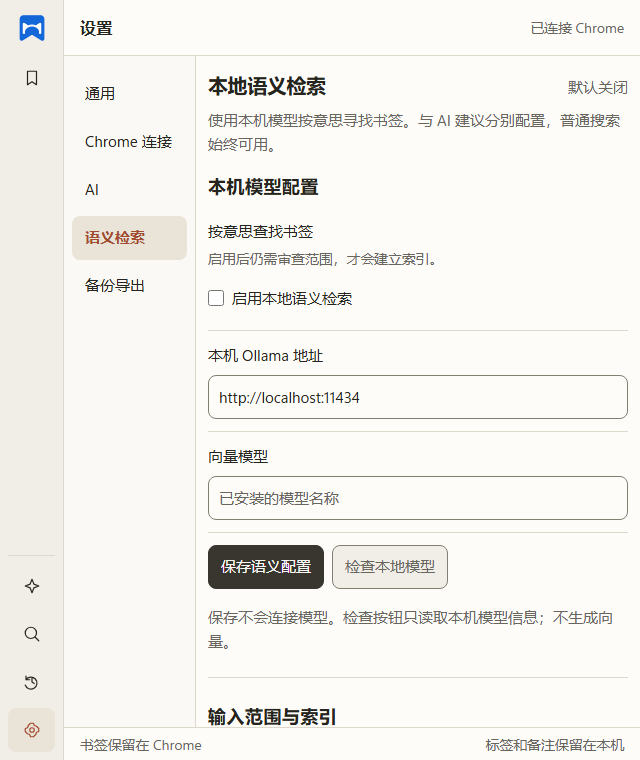 设置
已连接 Chrome
通用
Chrome 连接
AI
语义检索
备份导出
本地语义检索
默认关闭
使用本机模型按意思寻找书签。与 AI 建议分别配置，普通搜索
始终可用。
本机模型配置
按意思查找书签
启用后仍需审查范围，才会建立索引。
启用本地语义检索
本机 Ollama 地址
http://localhost:11434
向量模型
已安装的模型名称
保存语义配置
检查本地模型
保存不会连接模型。检查按钮只读取本机模型信息；不生成向
量。
输入范围与索引
书签保留在 Chrome
标签和备注保留在本机